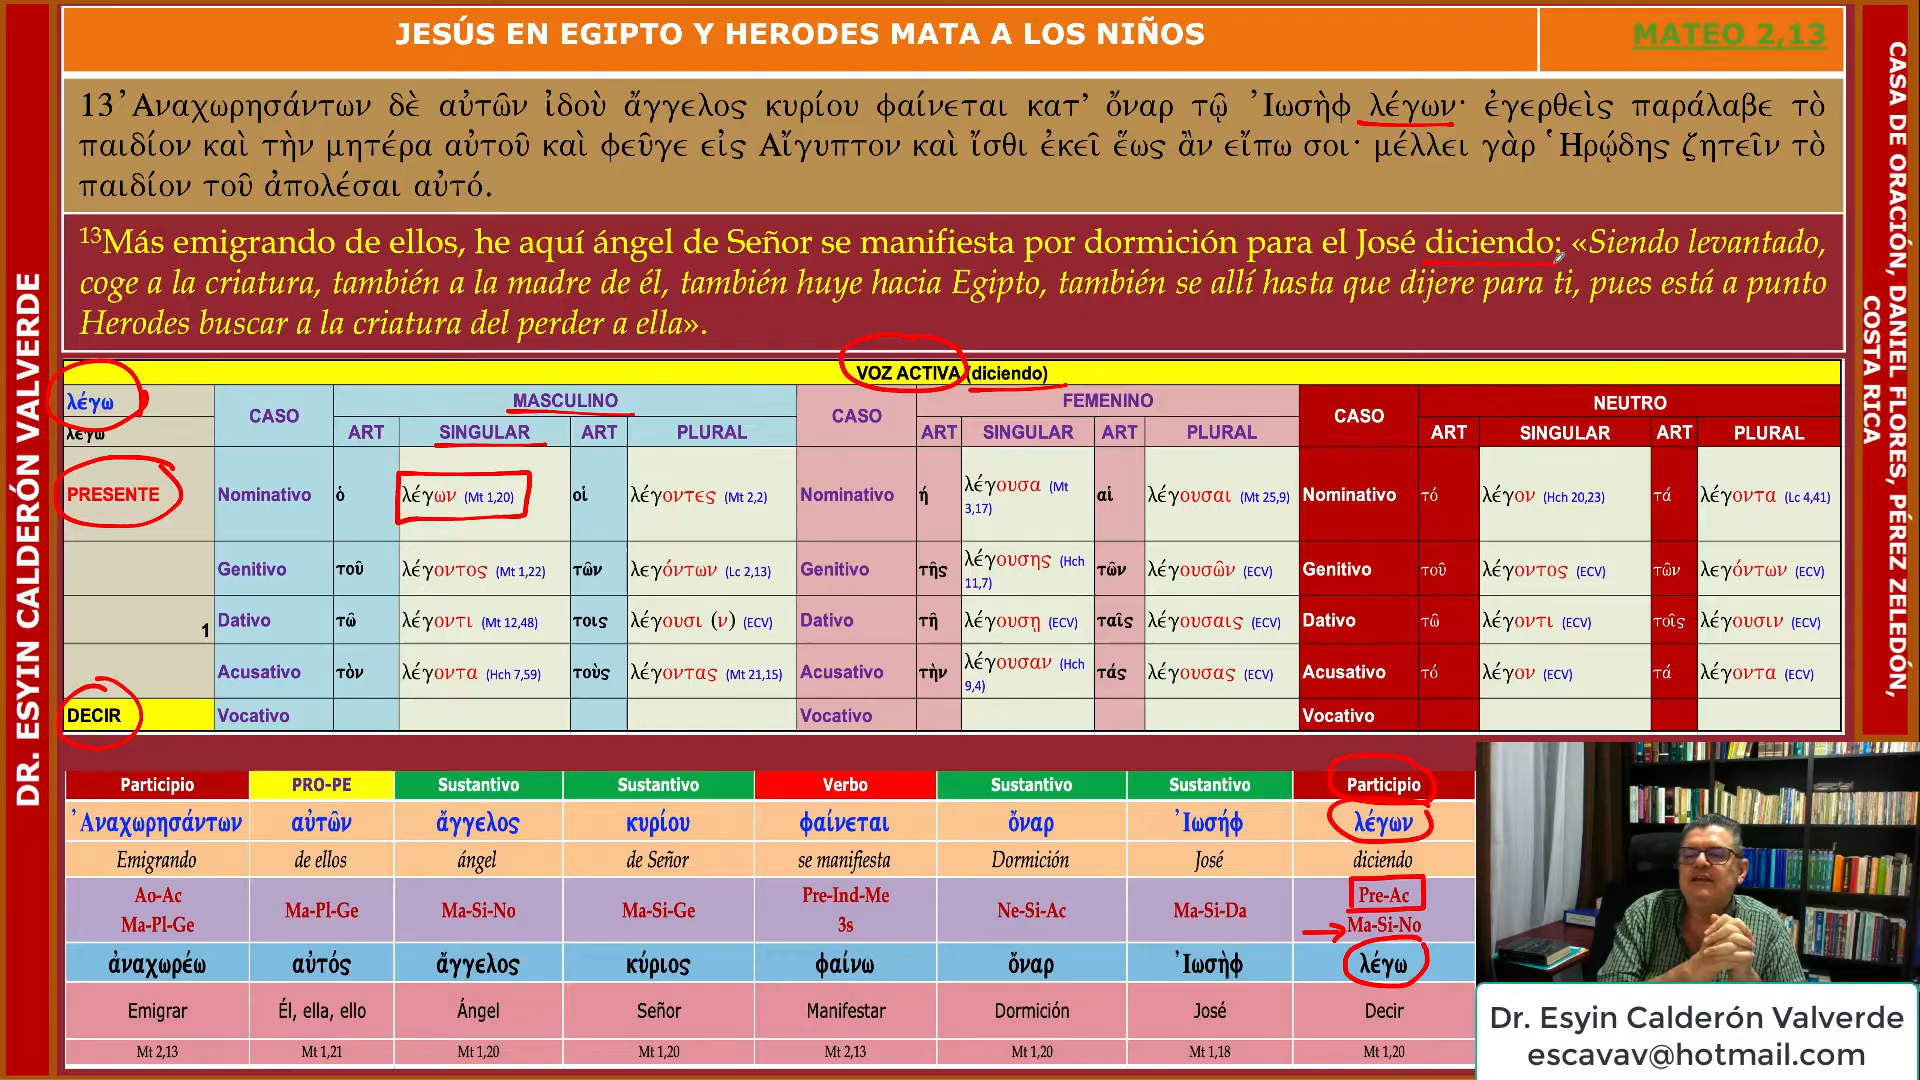 JESÚS EN EGIPTO Y HERODES MATA A LOS NIÑOS
MATEO 2,13
13᾿Αναχωρησάντων δὲ αὐτῶν ἰδοὺ ἄγγελος κυρίου φαίνεται κατ’ ὄναρ τῷ ᾿Ιωσὴφ λέγων· ἐγερθεὶς παράλαβε τὸ
παιδίον καὶ τὴν μητέρα αὐτοῦ καὶ φεῦγε εἰς Αἴγυπτον καὶ ἴσθι ἐκεῖ ἕως ἂν εἴπω σοι· μέλλει γὰρ ῾Ηρῴδης ζητεῖν τὸ
παιδίον τοῦ ἀπολέσαι αὐτό.
13Más emigrando de ellos, he aquí ángel de Señor se manifiesta por dormición para el José diciendo: «Siendo levantado,
coge a la criatura, también a la madre de él, también huye hacia Egipto, también se allí hasta que dijere para ti, pues está a punto
Herodes buscar a la criatura del perder a ella».
VOZ ACTIVA (diciendo)
λέγω CASO MASCULINO CASO FEMENINO CASO NEUTRO
λέγω ART SINGULAR ART PLURAL ART SINGULAR ART PLURAL ART SINGULAR ART PLURAL
PRESENTE Nominativo ὁ λέγων (Mt 1,20) οἱ λέγοντες (Mt 2,2) Nominativo ἡ λέγουσα (Mt 3,17) αἱ λέγουσαι (Mt 25,9) Nominativo τό λέγον (Hch 20,23) τά λέγοντα (Lc 4,41)
Genitivo τοῦ λέγοντος (Mt 1,22) τῶν λεγόντων (Lc 2,13) Genitivo τῆς λέγουσης (Hch 11,7) τῶν λέγουσῶν (ECV) Genitivo τοῦ λέγοντος (ECV) τῶν λεγόντων (ECV)
1 Dativo τῶ λέγοντι (Mt 12,48) τοις λέγουσι (ν) (ECV) Dativo τῆ λέγουσῃ (ECV) ταῖς λέγουσαις (ECV) Dativo τῶ λέγοντι (ECV) τοῖς λέγουσιν (ECV)
Acusativo τὸν λέγοντα (Hch 7,59) τοὺς λέγοντας (Mt 21,15) Acusativo τὴν λέγουσαν (Hch 9,4) τάς λέγουσας (ECV) Acusativo τό λέγον (ECV) τά λέγοντα (ECV)
DECIR Vocativo Vocativo Vocativo
Participio PRO-PE Sustantivo Sustantivo Verbo Sustantivo Sustantivo Participio
᾿Αναχωρησάντων αὐτῶν ἄγγελος κυρίου φαίνεται ὄναρ ᾿Ιωσήφ λέγων
Emigrando de ellos ángel de Señor se manifiesta Dormición José diciendo
Ao-Ac Ma-Pl-Ge Ma-Pl-Ge Ma-Si-No Ma-Si-Ge Pre-Ind-Me 3s Ne-Si-Ac Ma-Si-Da Pre-Ac Ma-Si-No
ἀναχωρέω αὐτός ἄγγελος κύριος φαίνω ὄναρ ᾿Ιωσὴφ λέγω
Emigrar Él, ella, ello Ángel Señor Manifestar Dormición José Decir
Mt 2,13 Mt 1,21 Mt 1,20 Mt 1,20 Mt 2,13 Mt 1,20 Mt 1,18 Mt 1,20
DR. ESYIN CALDERÓN VALVERDE
CASA DE ORACIÓN, DANIEL FLORES, PÉREZ ZELEDÓN,
COSTA RICA
Dr. Esyin Calderón Valverde
escavav@hotmail.com